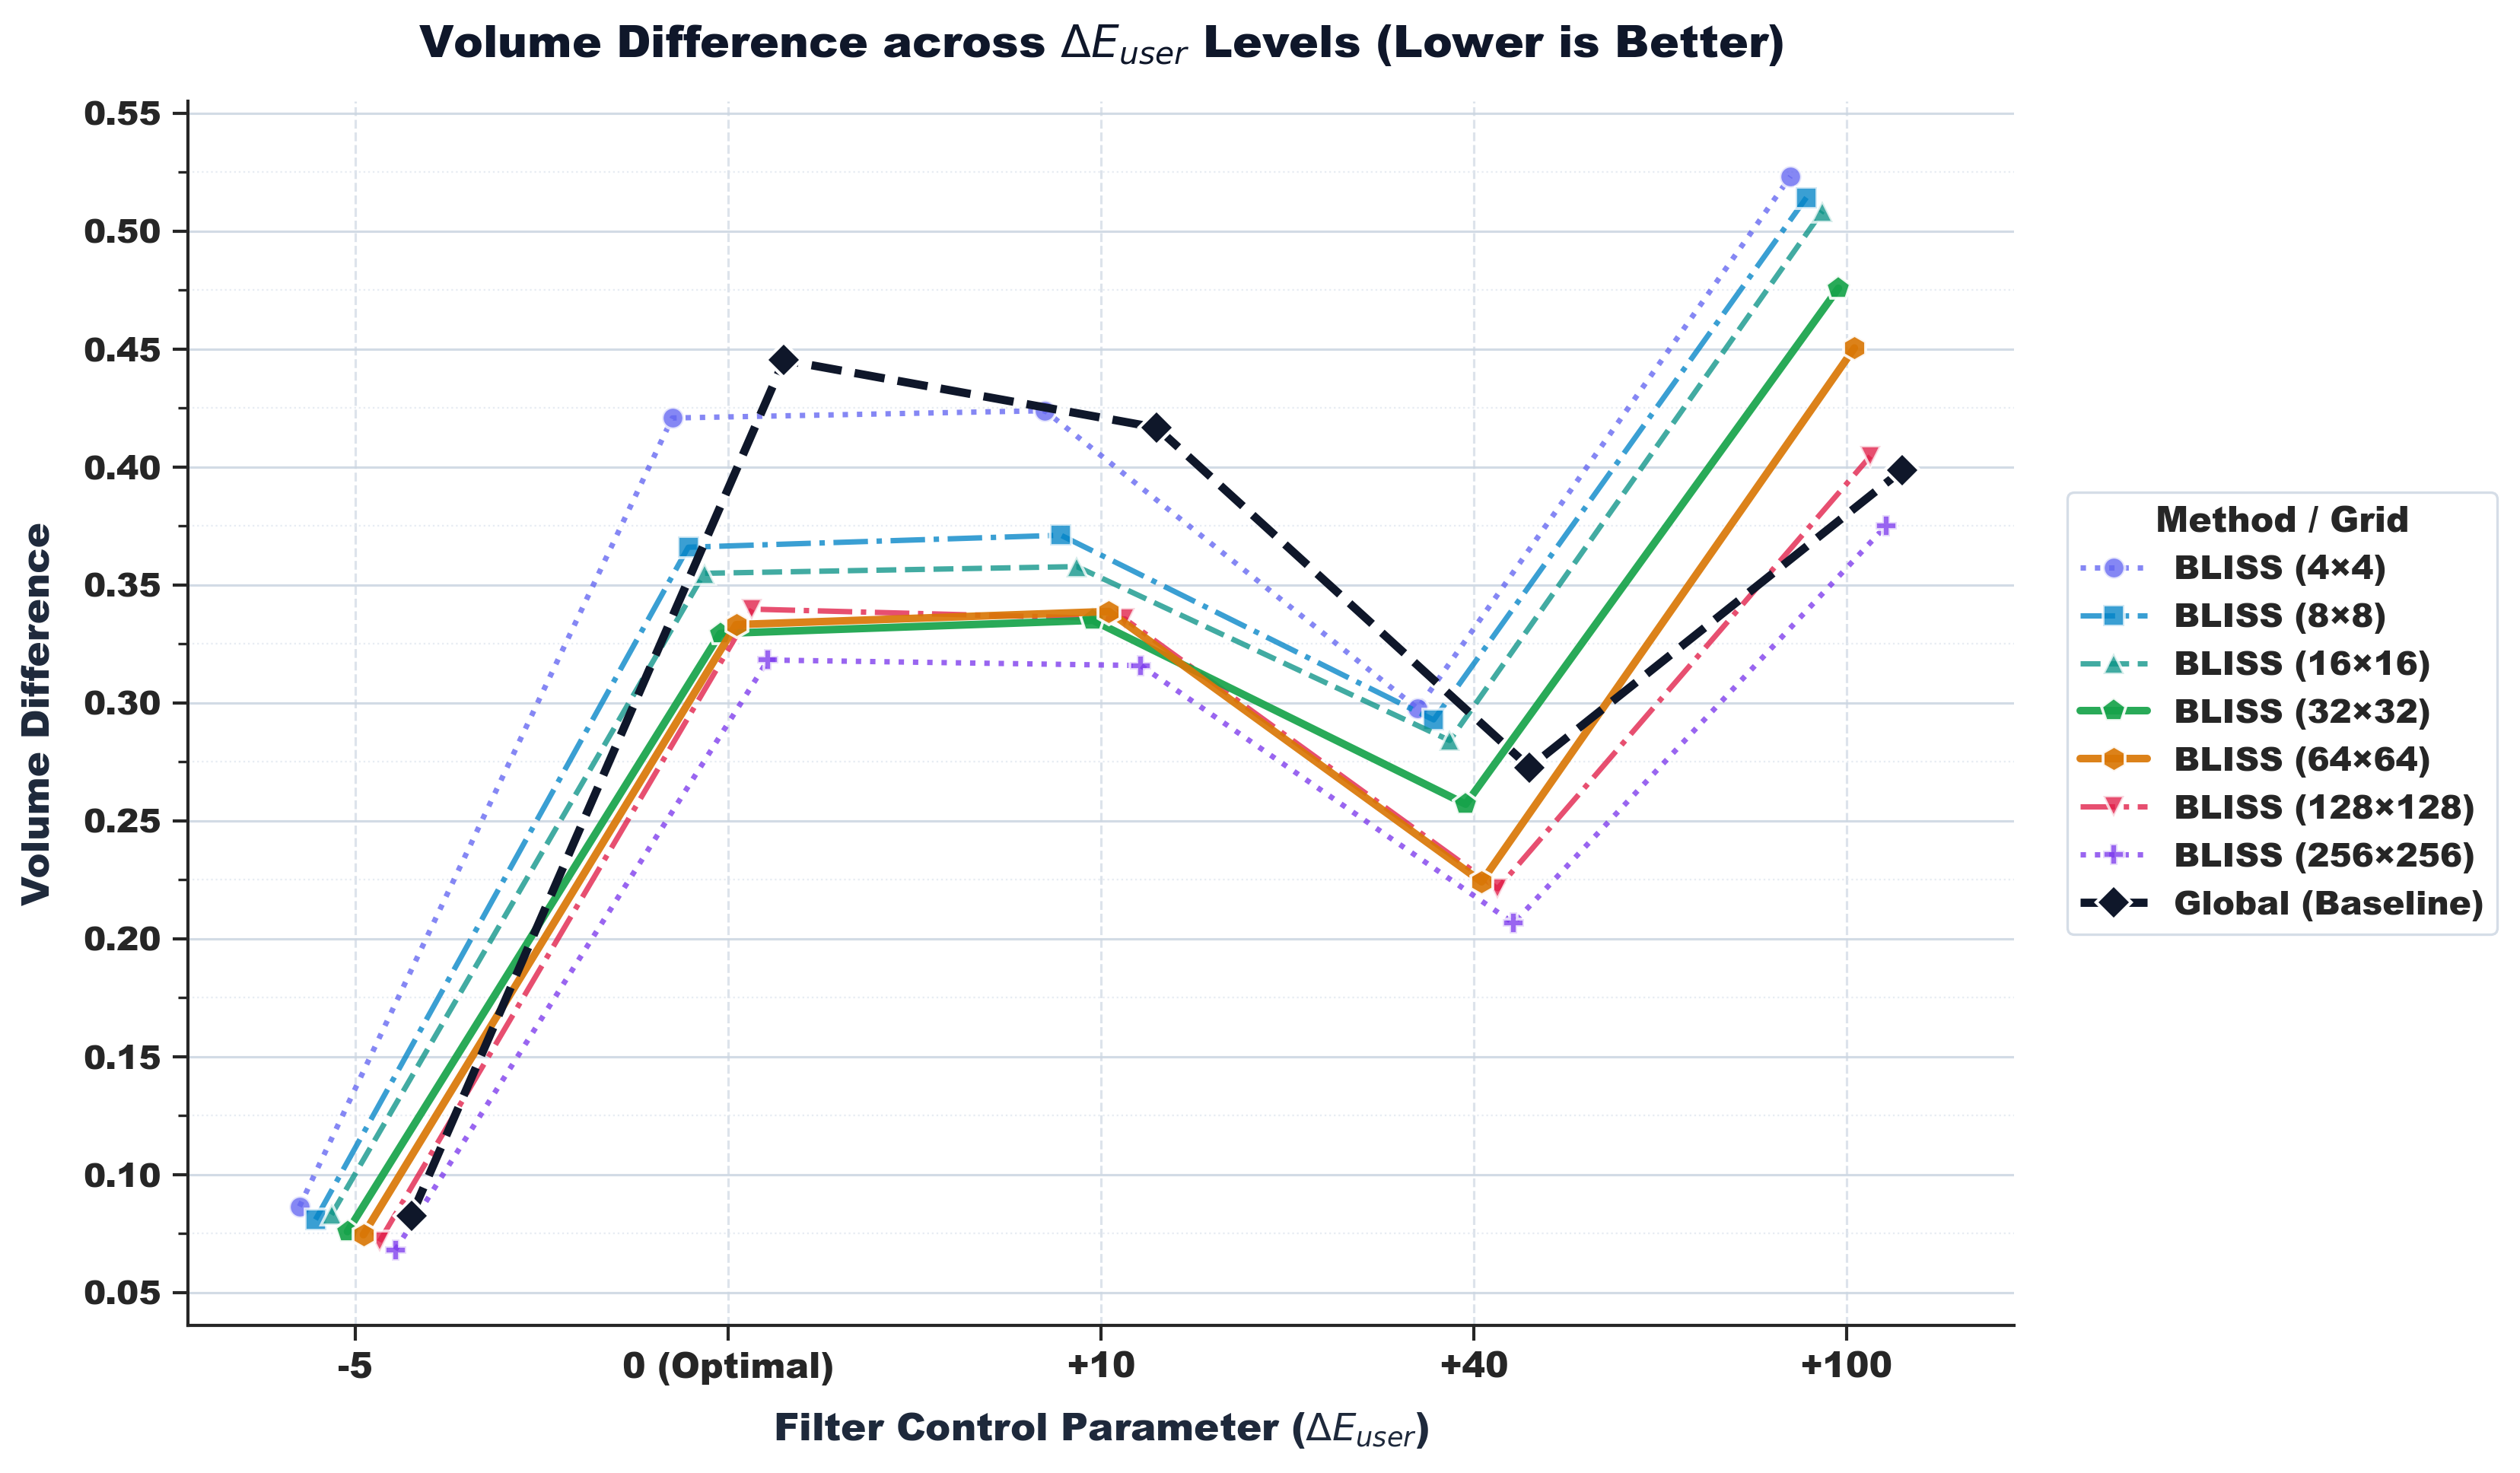 Volume Difference across ΔE_user Levels (Lower is Better)
0.55
0.50
0.45
0.40
0.35
0.30
0.25
0.20
0.15
0.10
0.05
Volume Difference
-5
0 (Optimal)
+10
+40
+100
Filter Control Parameter (ΔE_user)
Method / Grid
BLISS (4×4)
BLISS (8×8)
BLISS (16×16)
BLISS (32×32)
BLISS (64×64)
BLISS (128×128)
BLISS (256×256)
Global (Baseline)